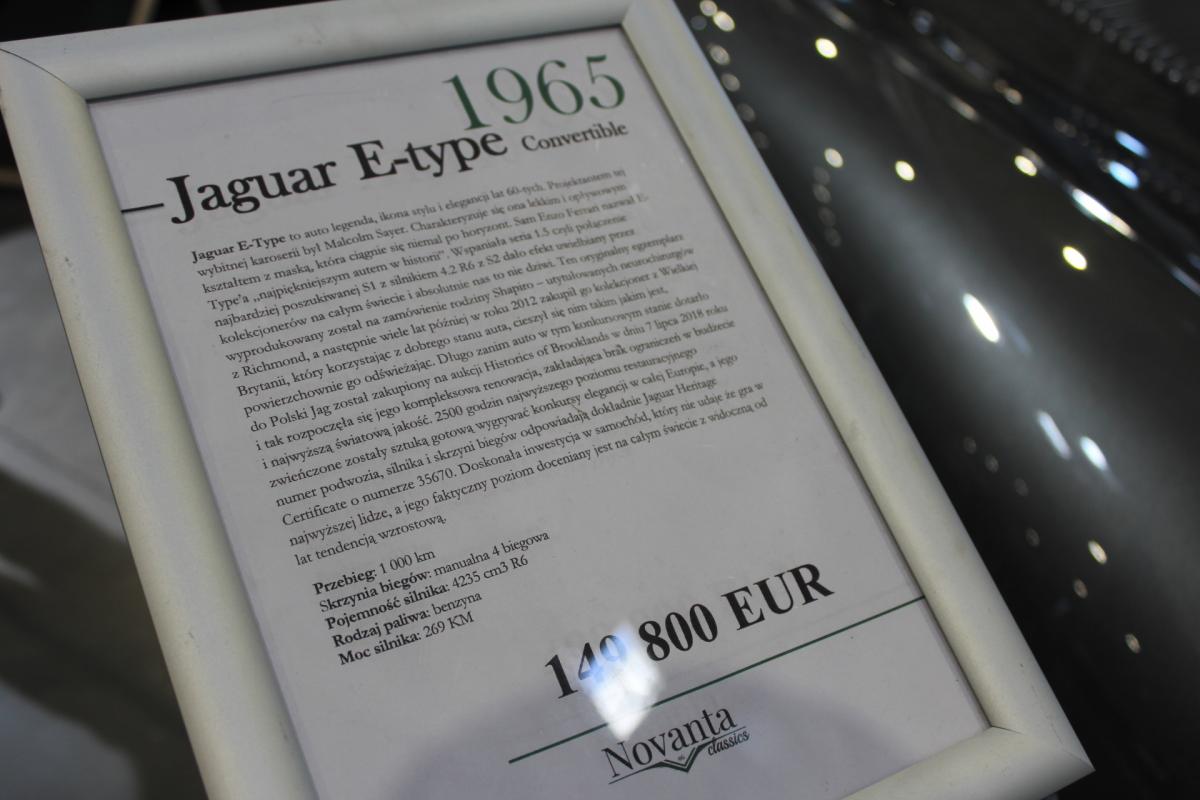 1965
Jaguar E-type Convertible
Jaguar E-Type to auto legenda, ikona stylu i elegancji lat 60-tych. Projektantem tej
wybitnej karoserii był Malcolm Sayer. Charakteryzuje się ona lekkim i opływowym
kształtem z maską, która ciągnie się niemal po horyzont. Sam Enzo Ferrari nazwał E-
Type'a „najpiękniejszym autem w historii”. Wspaniała seria 1.5 czyli połączenie
najbardziej poszukiwanej S1 z silnikiem 4.2 R6 z S2 dało efekt uwielbiany przez
kolekcjonerów na całym świecie i absolutnie nas to nie dziwi. Ten oryginalny egzemplarz
wyprodukowany został na zamówienie rodziny Shapiro – utytułowanych neurochirurgów
z Richmond, a następnie wiele lat później w roku 2012 zakupił go kolekcjoner z Wielkiej
Brytanii, który korzystając z dobrego stanu auta, cieszył się nim takim jakim jest,
powierzchownie go odświeżając. Długo zanim auto w tym konkursowym stanie dotarło
do Polski Jag został zakupiony na aukcji Historics of Brooklands w dniu 7 lipca 2018 roku
i tak rozpoczęła się jego kompleksowa renowacja, zakładająca brak ograniczeń w budżecie
i najwyższą światową jakość. 2500 godzin najwyższego poziomu restauracyjnego
zwieńczone zostały sztuką gotową wygrywać konkursy elegancji w całej Europie, a jego
numer podwozia, silnika i skrzyni biegów odpowiadają dokładnie Jaguar Heritage
Certificate o numerze 35670. Doskonała inwestycja w samochód, który nie udaje że gra w
najwyższej lidze, a jego faktyczny poziom doceniany jest na całym świecie z widoczną od
lat tendencją wzrostową.
Przebieg: 1 000 km
Skrzynia biegów: manualna 4 biegowa
Pojemność silnika: 4235 cm3 R6
Rodzaj paliwa: benzyna
Moc silnika: 269 KM
149 800 EUR
Novanta
classics